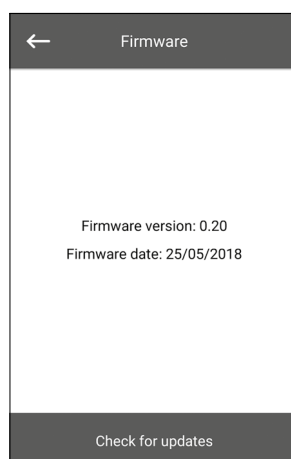 Firmware
Firmware version: 0.20
Firmware date: 25/05/2018
Check for updates